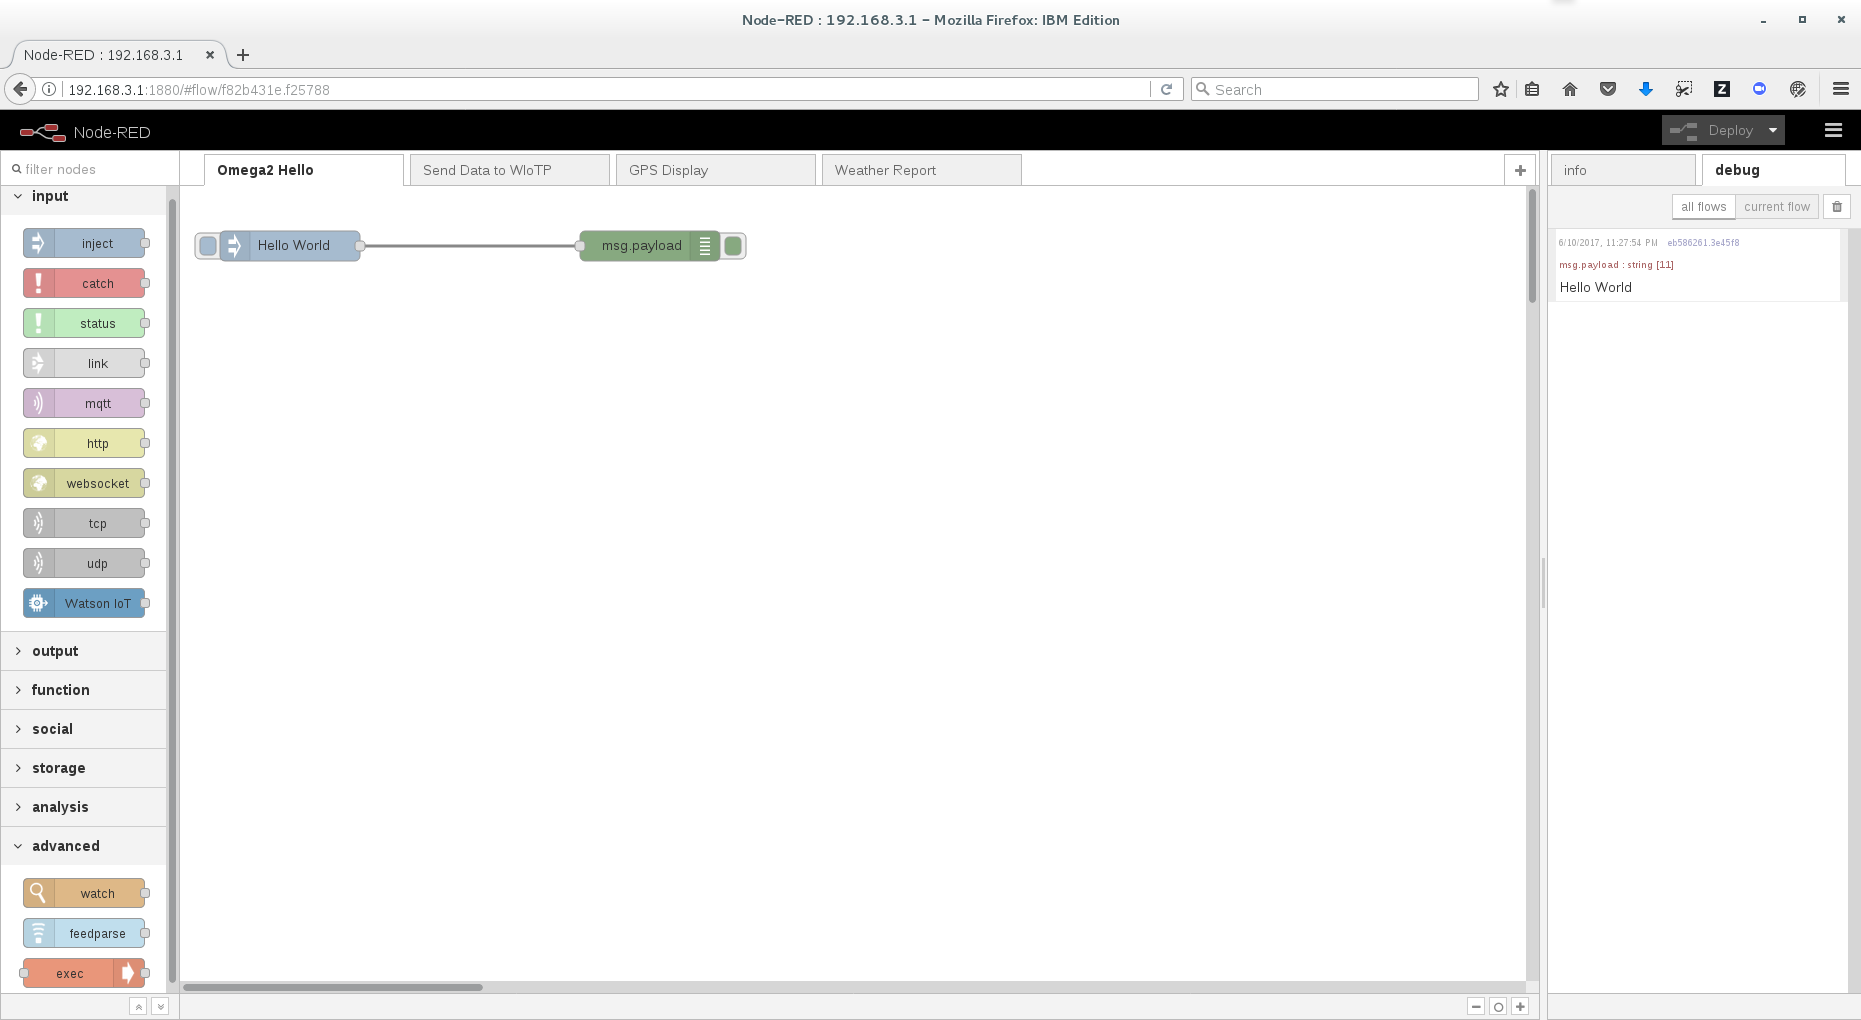 Node-RED : 192.168.3.1 - Mozilla Firefox: IBM Edition
Node-RED : 192.168.3.1
192.168.3.1:1880/#flow/f82b431e.f25788
Search
Z
Node-RED
Deploy
filter nodes
Omega2 Hello
Send Data to WIoTP
GPS Display
Weather Report
info
debug
input
inject
catch
status
link
mqtt
http
websocket
tcp
udp
Watson IoT
output
function
social
storage
analysis
advanced
watch
feedparse
exec
Hello World
msg.payload
all flows
current flow
6/10/2017, 11:27:54 PM eb586261.3e45f8
msg.payload : string [11]
Hello World